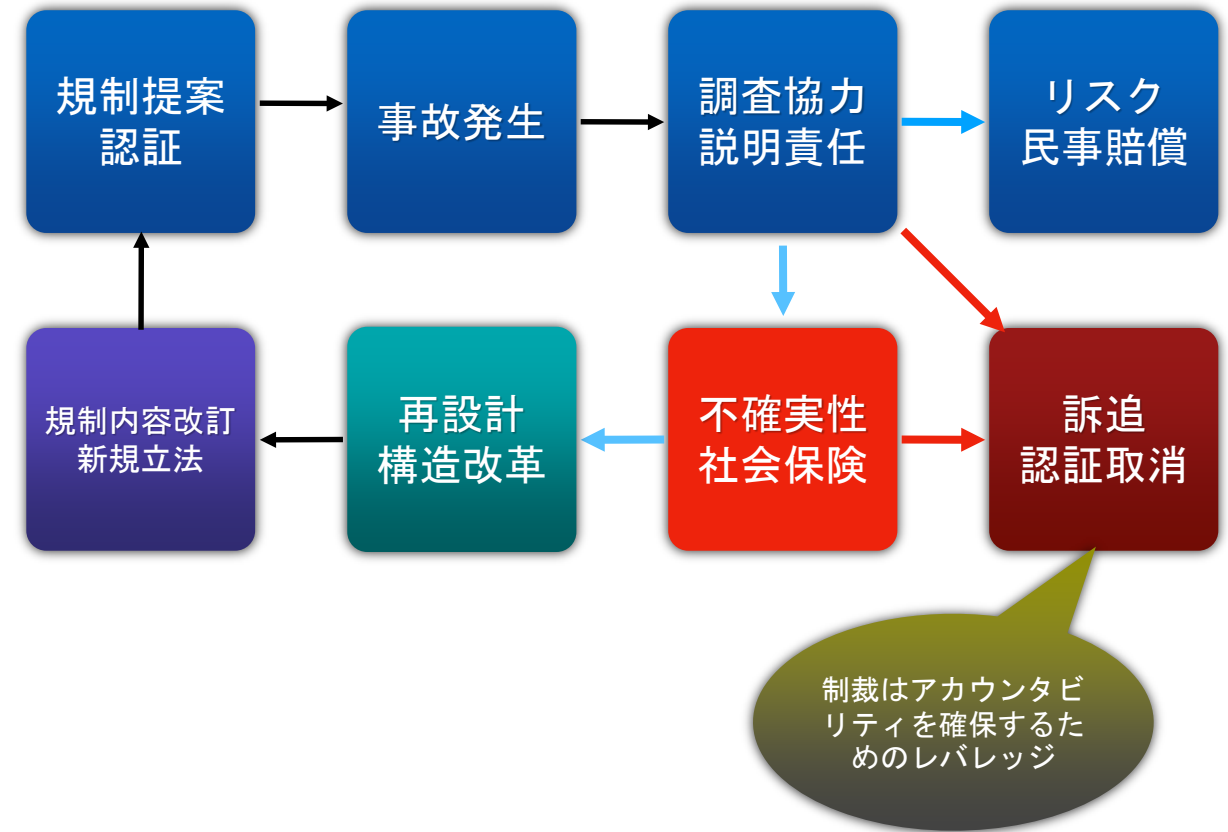 規制提案
認証
事故発生
調査協力
説明責任
リスク
民事賠償
規制内容改訂
新規立法
再設計
構造改革
不確実性
社会保険
訴追
認証取消
制裁はアカウンタビ
リティを確保するた
めのレバレッジ